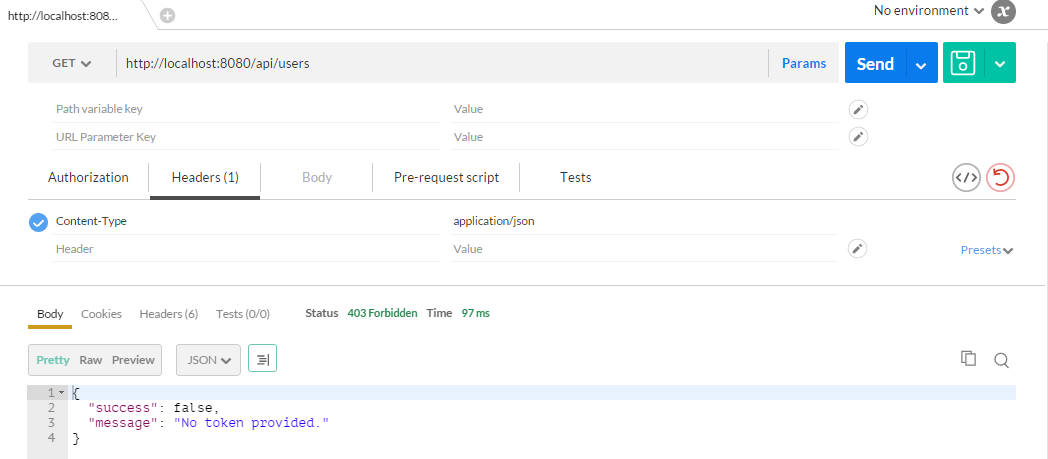 http://localhost:808...
No environment
GET http://localhost:8080/api/users Params Send
Path variable key Value
URL Parameter Key Value
Authorization Headers (1) Body Pre-request script Tests
</>
Content-Type application/json
Header Value Presets
Body Cookies Headers (6) Tests (0/0) Status 403 Forbidden Time 97 ms
Pretty Raw Preview JSON
1 {
2 "success": false,
3 "message": "No token provided."
4 }